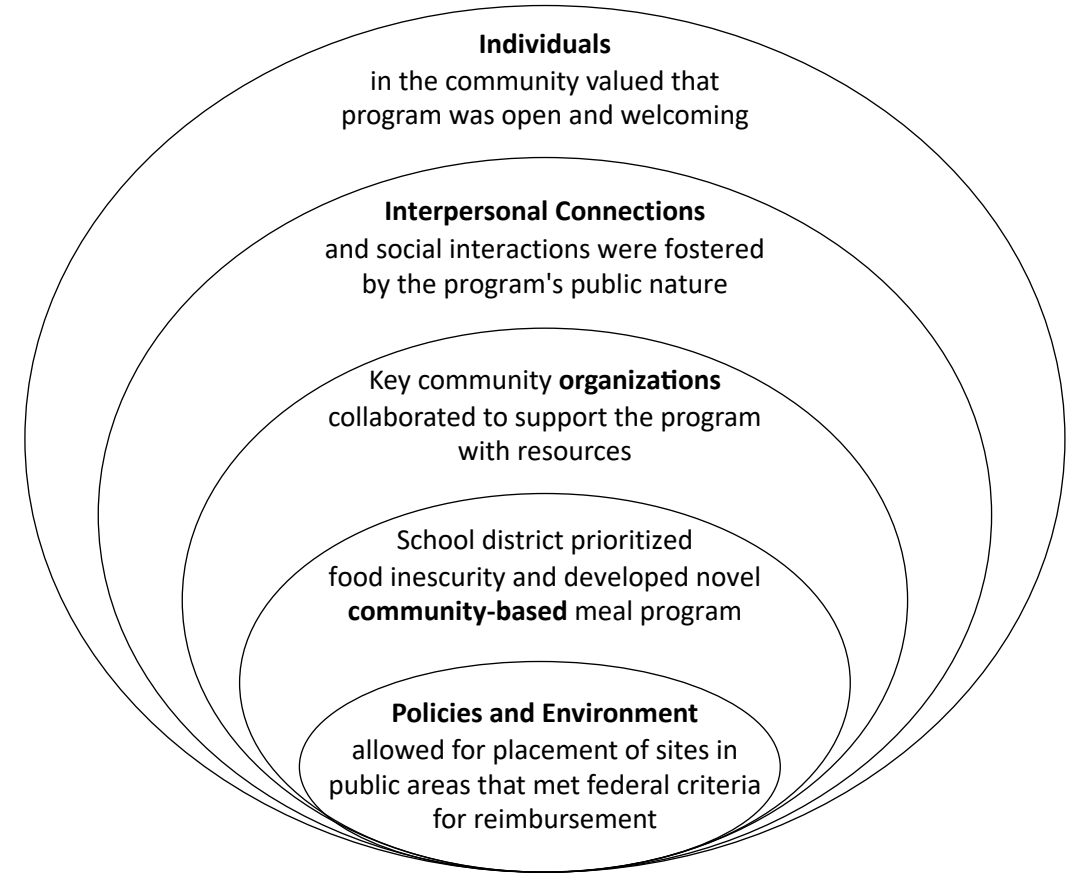 Individuals
in the community valued that
program was open and welcoming
Interpersonal Connections
and social interactions were fostered
by the program's public nature
Key community organizations
collaborated to support the program
with resources
School district prioritized
food inescurity and developed novel
community-based meal program
Policies and Environment
allowed for placement of sites in
public areas that met federal criteria
for reimbursement